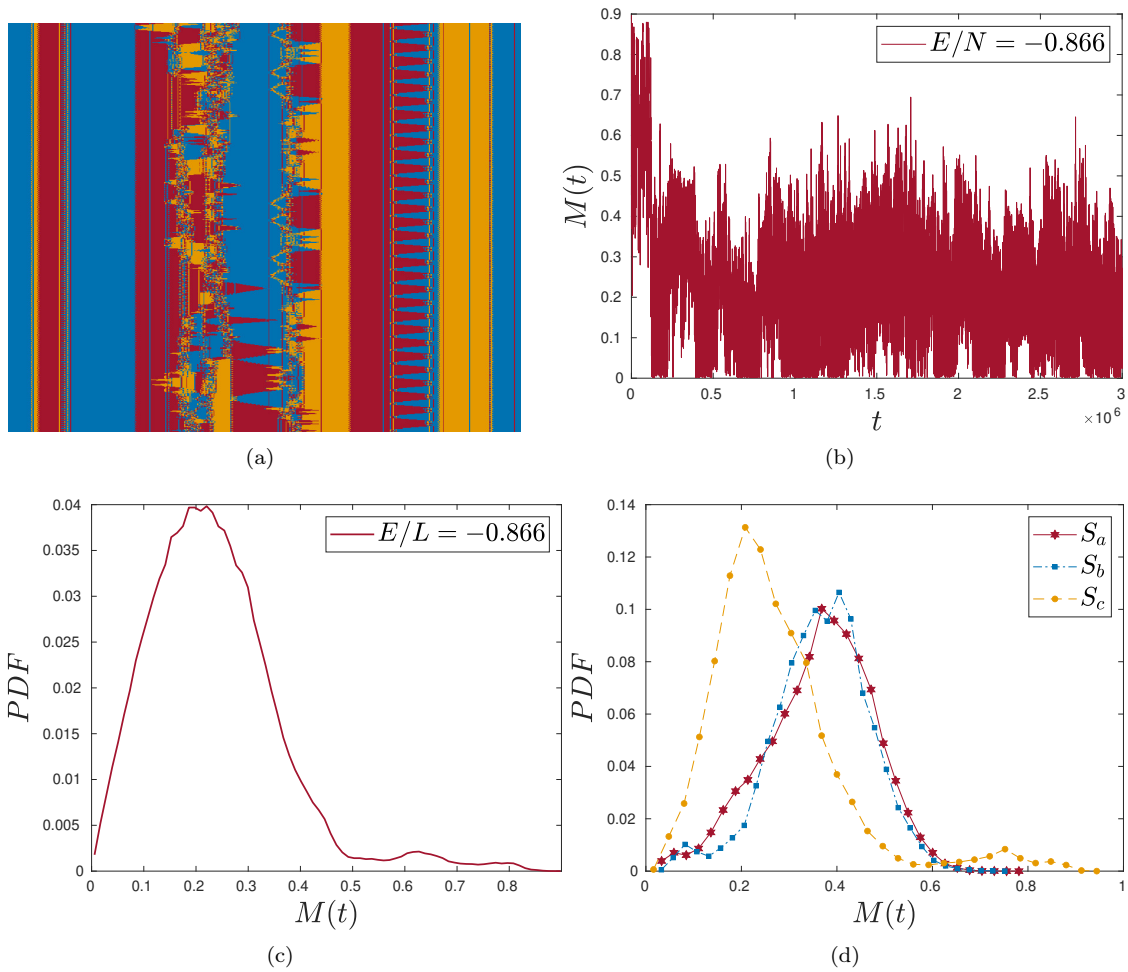 (a)
0.9
0.8
0.7
0.6
0.5
0.4
0.3
0.2
0.1
0
M(t)
E/N = −0.866
0 0.5 1 1.5 2 2.5 3
×10⁶
t
(b)
0.04
0.035
0.03
0.025
0.02
0.015
0.01
0.005
0
PDF
E/L = −0.866
0 0.1 0.2 0.3 0.4 0.5 0.6 0.7 0.8
M(t)
(c)
0.14
0.12
0.1
0.08
0.06
0.04
0.02
0
PDF
Sₐ
S_b
S_c
0 0.2 0.4 0.6 0.8 1
M(t)
(d)